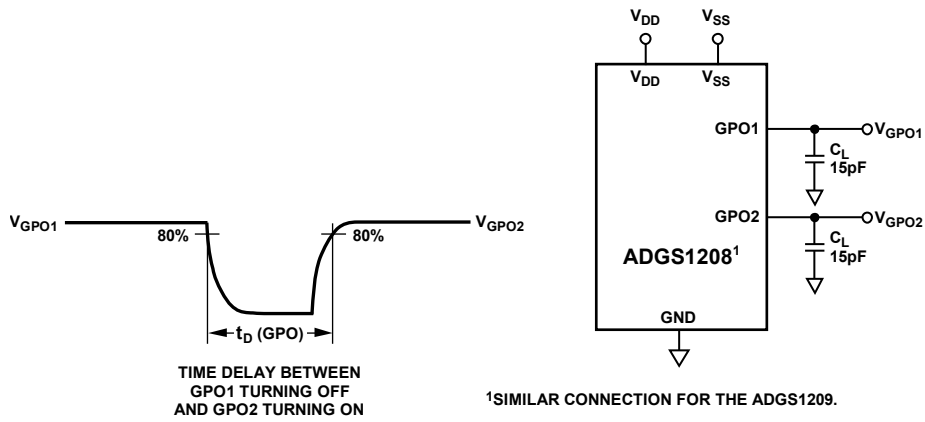 V_GPO1
80%
80%
V_GPO2
t_D (GPO)
TIME DELAY BETWEEN
GPO1 TURNING OFF
AND GPO2 TURNING ON
V_DD
V_SS
V_DD
V_SS
GPO1
V_GPO1
C_L
15pF
GPO2
V_GPO2
C_L
15pF
ADGS1208¹
GND
¹SIMILAR CONNECTION FOR THE ADGS1209.